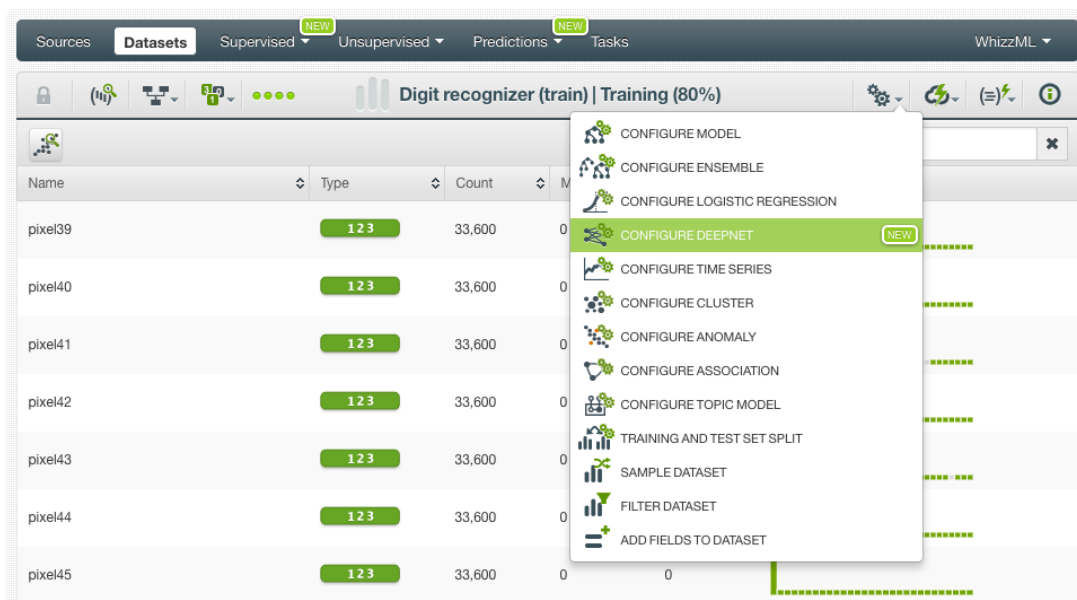 NEW NEW
Sources Datasets Supervised Unsupervised Predictions Tasks WhizzML
Digit recognizer (train) | Training (80%)
CONFIGURE MODEL
CONFIGURE ENSEMBLE
Name Type Count M
CONFIGURE LOGISTIC REGRESSION
pixel39 123 33,600 0
CONFIGURE DEEPNET NEW
CONFIGURE TIME SERIES
pixel40 123 33,600 0
CONFIGURE CLUSTER
CONFIGURE ANOMALY
pixel41 123 33,600 0
CONFIGURE ASSOCIATION
pixel42 123 33,600 0
CONFIGURE TOPIC MODEL
TRAINING AND TEST SET SPLIT
pixel43 123 33,600 0
SAMPLE DATASET
FILTER DATASET
pixel44 123 33,600 0
ADD FIELDS TO DATASET
pixel45 123 33,600 0 0